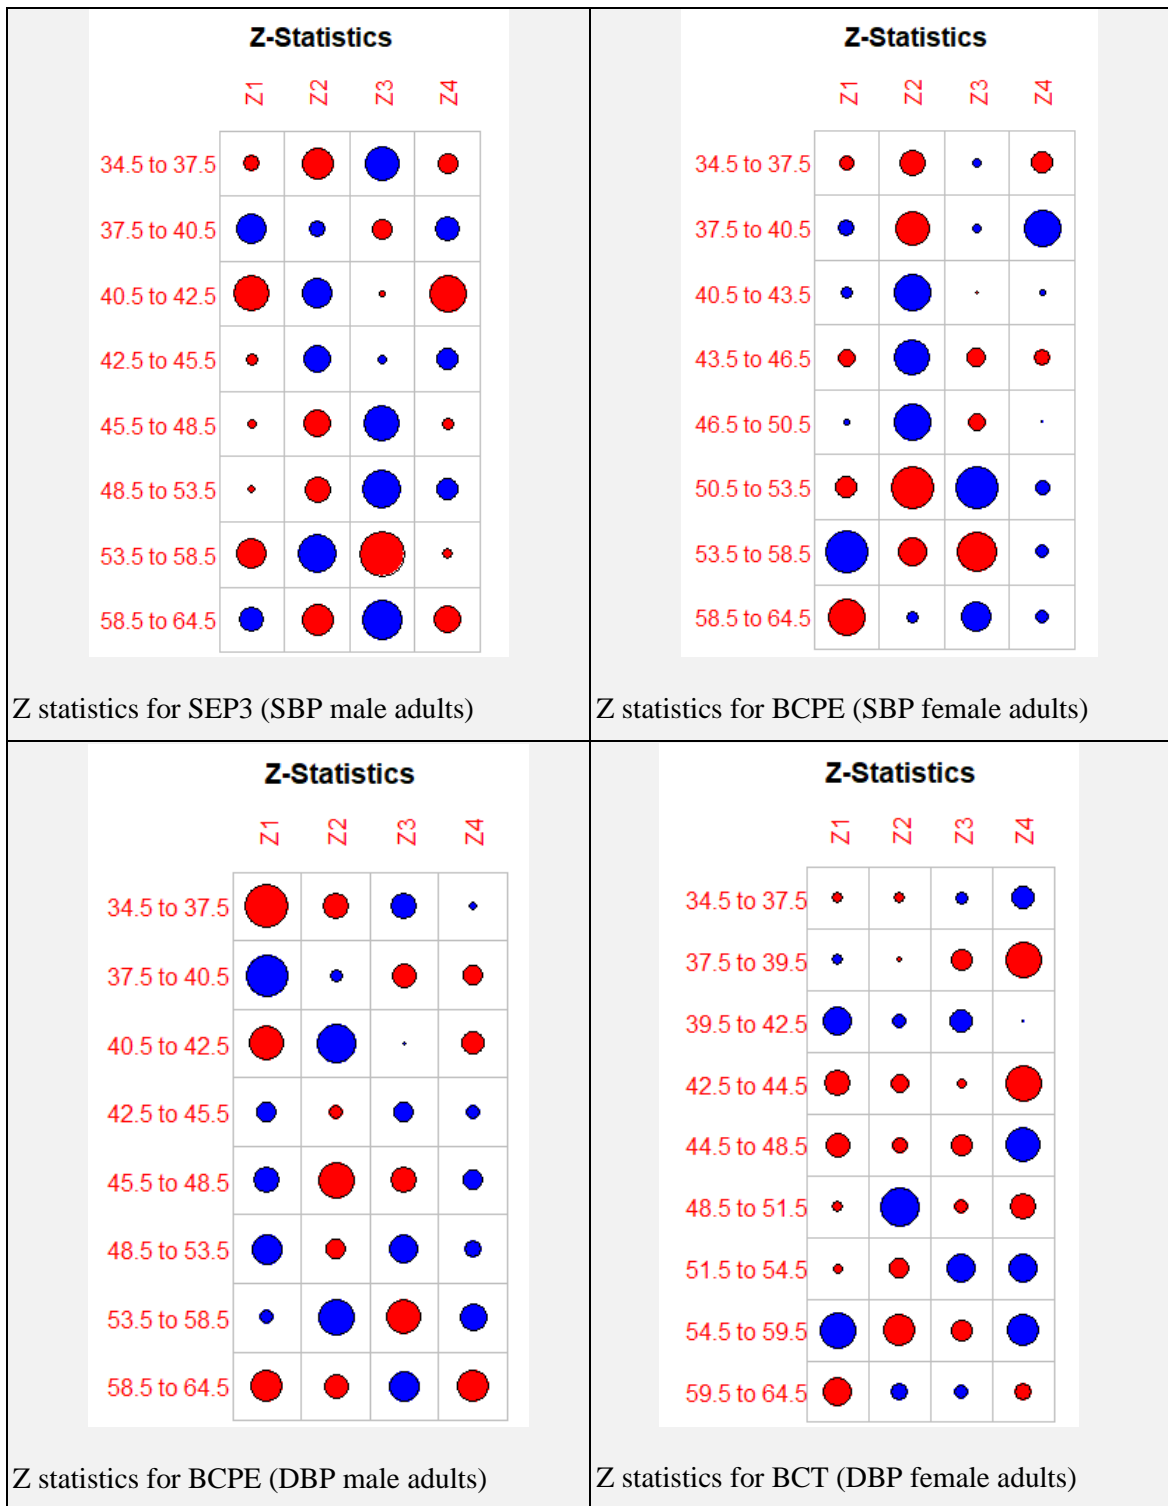 Z-Statistics
Z1 Z2 Z3 Z4
34.5 to 37.5
37.5 to 40.5
40.5 to 42.5
42.5 to 45.5
45.5 to 48.5
48.5 to 53.5
53.5 to 58.5
58.5 to 64.5
Z statistics for SEP3 (SBP male adults)
Z-Statistics
Z1 Z2 Z3 Z4
34.5 to 37.5
37.5 to 40.5
40.5 to 43.5
43.5 to 46.5
46.5 to 50.5
50.5 to 53.5
53.5 to 58.5
58.5 to 64.5
Z statistics for BCPE (SBP female adults)
Z-Statistics
Z1 Z2 Z3 Z4
34.5 to 37.5
37.5 to 40.5
40.5 to 42.5
42.5 to 45.5
45.5 to 48.5
48.5 to 53.5
53.5 to 58.5
58.5 to 64.5
Z statistics for BCPE (DBP male adults)
Z-Statistics
Z1 Z2 Z3 Z4
34.5 to 37.5
37.5 to 39.5
39.5 to 42.5
42.5 to 44.5
44.5 to 48.5
48.5 to 51.5
51.5 to 54.5
54.5 to 59.5
59.5 to 64.5
Z statistics for BCT (DBP female adults)